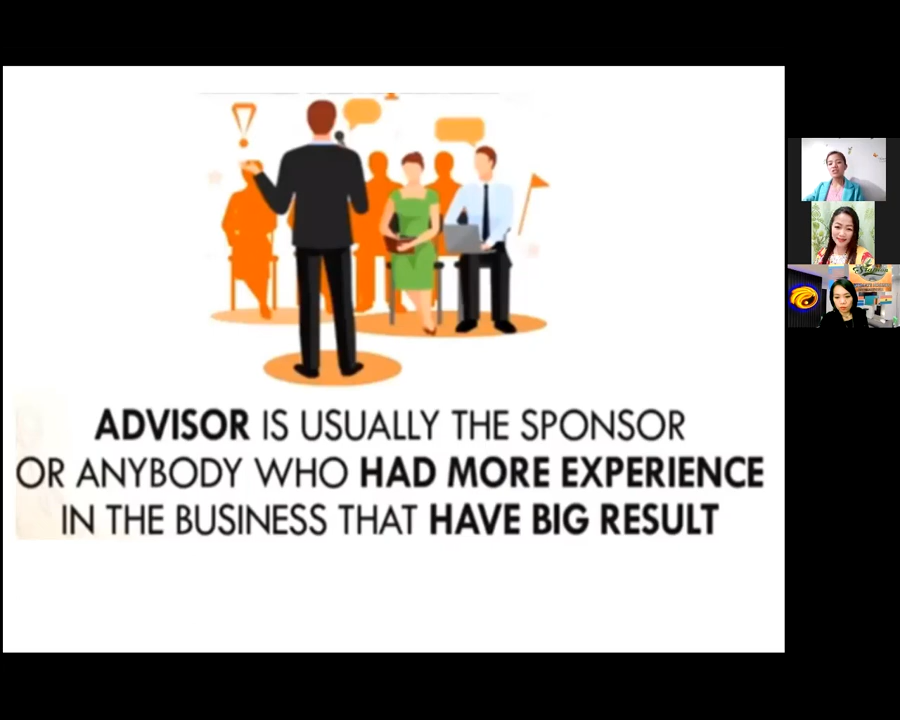 ADVISOR IS USUALLY THE SPONSOR
OR ANYBODY WHO HAD MORE EXPERIENCE
IN THE BUSINESS THAT HAVE BIG RESULT